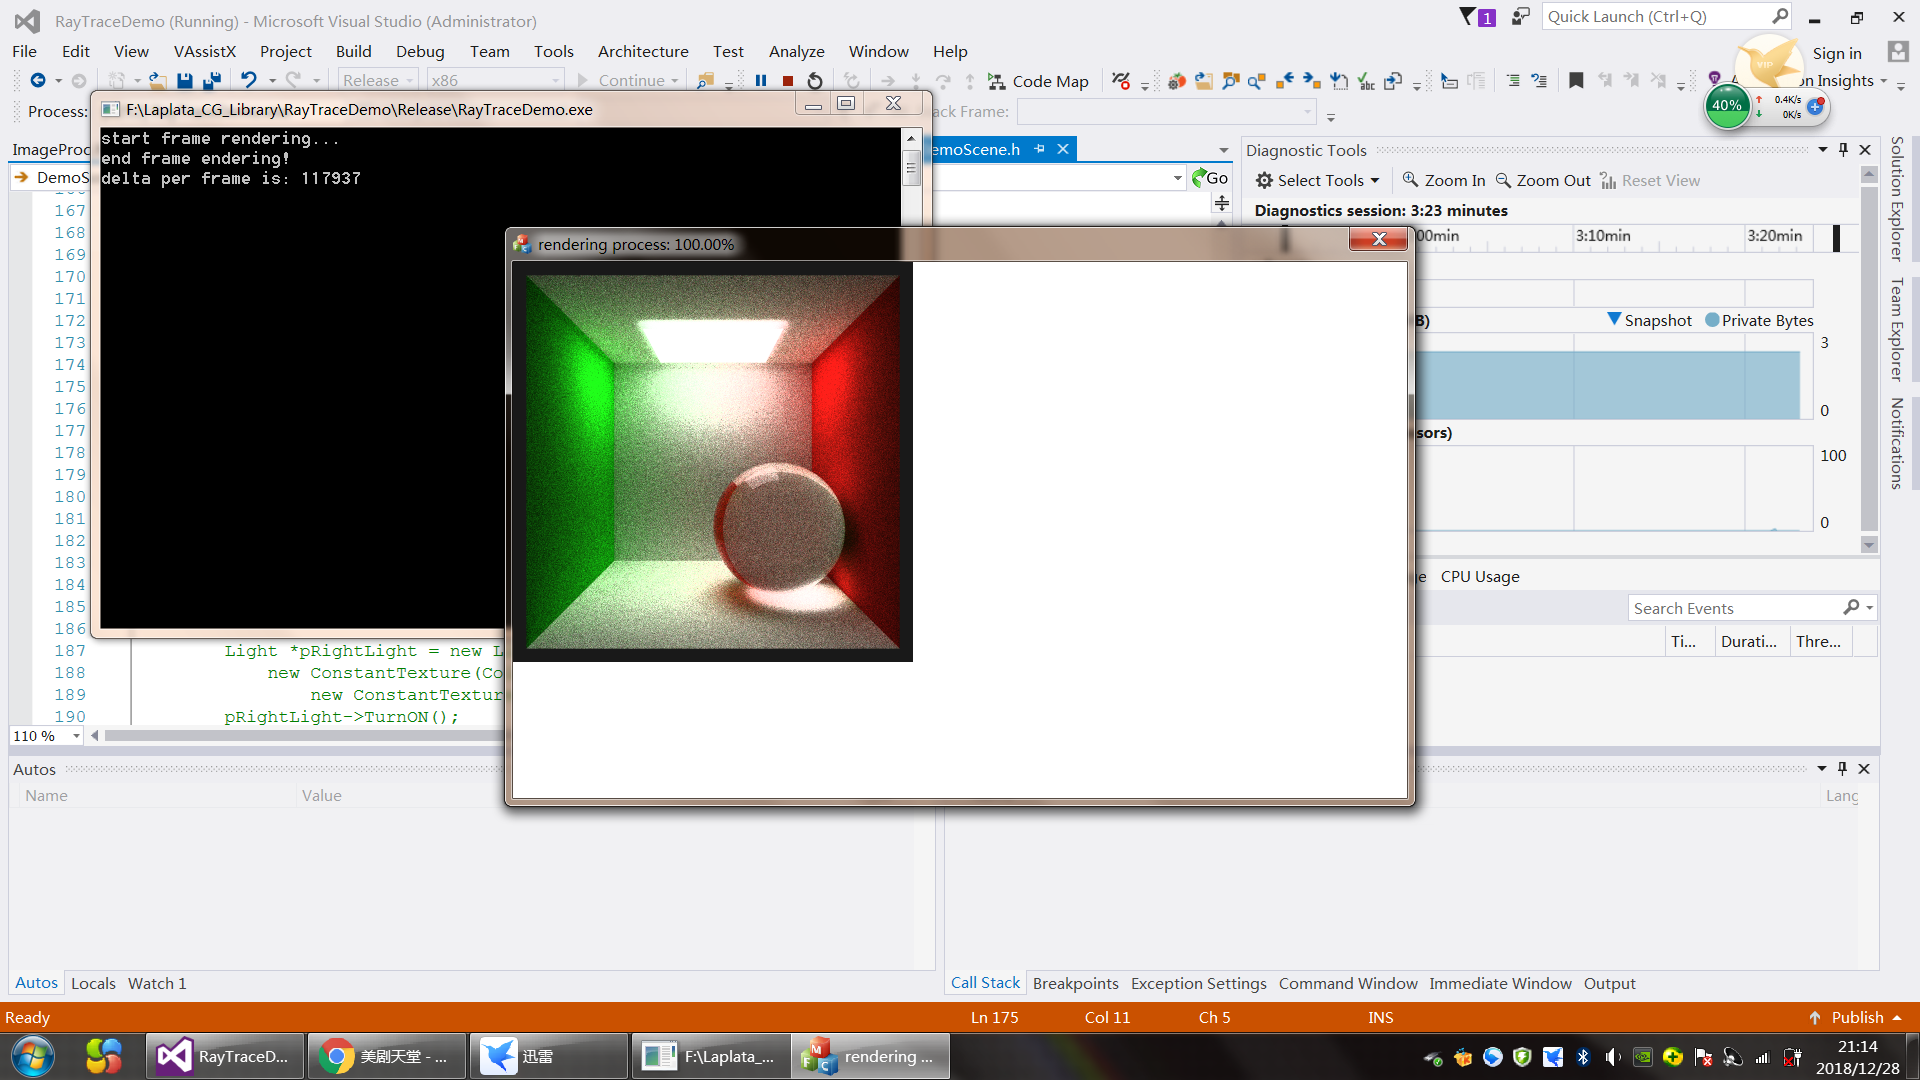 RayTraceDemo (Running) - Microsoft Visual Studio (Administrator)
1
Quick Launch (Ctrl+Q)
File Edit View VAssistX Project Build Debug Team Tools Architecture Test Analyze Window Help
VIP
Sign in
Release x86 Continue Code Map
on Insights
Process:
ck Frame:
40%
0.4K/s
0K/s
F:\Laplata_CG_Library\RayTraceDemo\Release\RayTraceDemo.exe
start frame rendering...
end frame endering!
delta per frame is: 117937
ImageProc
emoScene.h
DemoS
Go
167
168
169
170
171
172
173
174
175
176
177
178
179
180
181
182
183
184
185
186
187 Light *pRightLight = new L
188 new ConstantTexture(Co
189 new ConstantTextur
190 pRightLight->TurnON();
110 %
rendering process: 100.00%
Diagnostic Tools
Select Tools Zoom In Zoom Out Reset View
Diagnostics session: 3:23 minutes
00min 3:10min 3:20min
B) Snapshot Private Bytes
3
0
sors)
100
0
ge CPU Usage
Search Events
Ti... Durati... Thre...
Solution Explorer
Team Explorer
Notifications
Autos
Name Value
Lang
Autos Locals Watch 1
Call Stack Breakpoints Exception Settings Command Window Immediate Window Output
Ready Ln 175 Col 11 Ch 5 INS Publish
RayTraceD...
美剧天堂 - ...
迅雷
F:\Laplata_...
rendering ...
21:14
2018/12/28